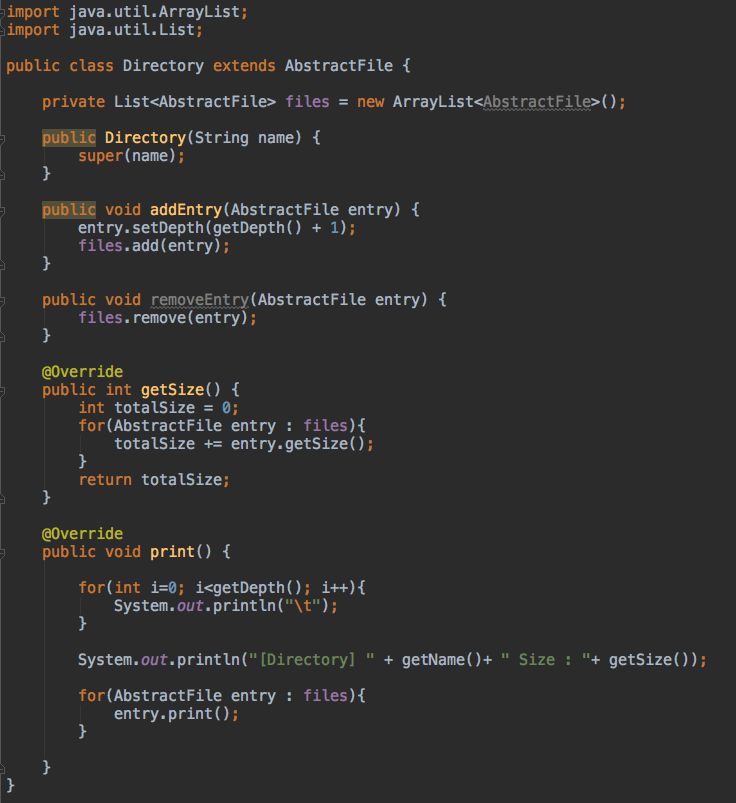 import java.util.ArrayList;
import java.util.List;
public class Directory extends AbstractFile {
private List<AbstractFile> files = new ArrayList<AbstractFile>();
public Directory(String name) {
super(name);
}
public void addEntry(AbstractFile entry) {
entry.setDepth(getDepth() + 1);
files.add(entry);
}
public void removeEntry(AbstractFile entry) {
files.remove(entry);
}
@Override
public int getSize() {
int totalSize = 0;
for(AbstractFile entry : files){
totalSize += entry.getSize();
}
return totalSize;
}
@Override
public void print() {
for(int i=0; i<getDepth(); i++){
System.out.println("\t");
}
System.out.println("[Directory] " + getName()+ " Size : "+ getSize());
for(AbstractFile entry : files){
entry.print();
}
}
}